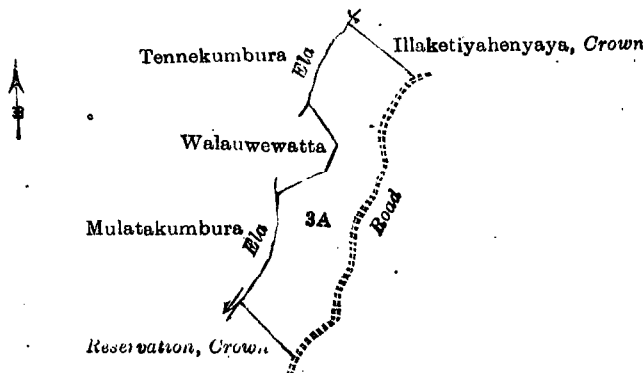 Tennekumbura
Ela
Illaketiyahenyaya, Crown
Walauwewatta
Mulatakumbura
Ela
3A
Road
Reservation, Crown